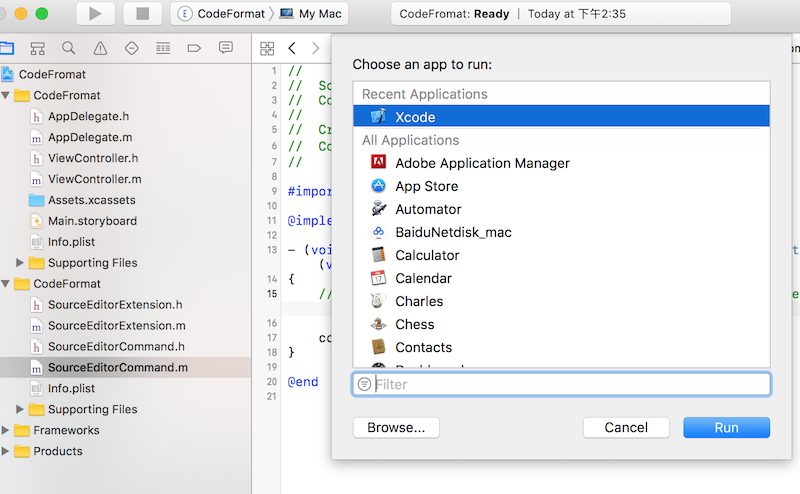 CodeFormat
My Mac
CodeFromat: Ready | Today at 下午2:35
CodeFromat
CodeFromat
AppDelegate.h
AppDelegate.m
ViewController.h
ViewController.m
Assets.xcassets
Main.storyboard
Info.plist
Supporting Files
CodeFormat
SourceEditorExtension.h
SourceEditorExtension.m
SourceEditorCommand.h
SourceEditorCommand.m
Info.plist
Supporting Files
Frameworks
Products
1 //
2 // So
3 // Co
4 //
5 // Cr
6 // Co
7 //
8
9 #impor
10
11 @imple
12
13 - (voi
(v
14 {
15 //
16
17 co
18 }
19
20 @end
21
Choose an app to run:
Recent Applications
Xcode
All Applications
Adobe Application Manager
App Store
Automator
BaiduNetdisk_mac
Calculator
Calendar
Charles
Chess
Contacts
Filter
Browse...
Cancel
Run